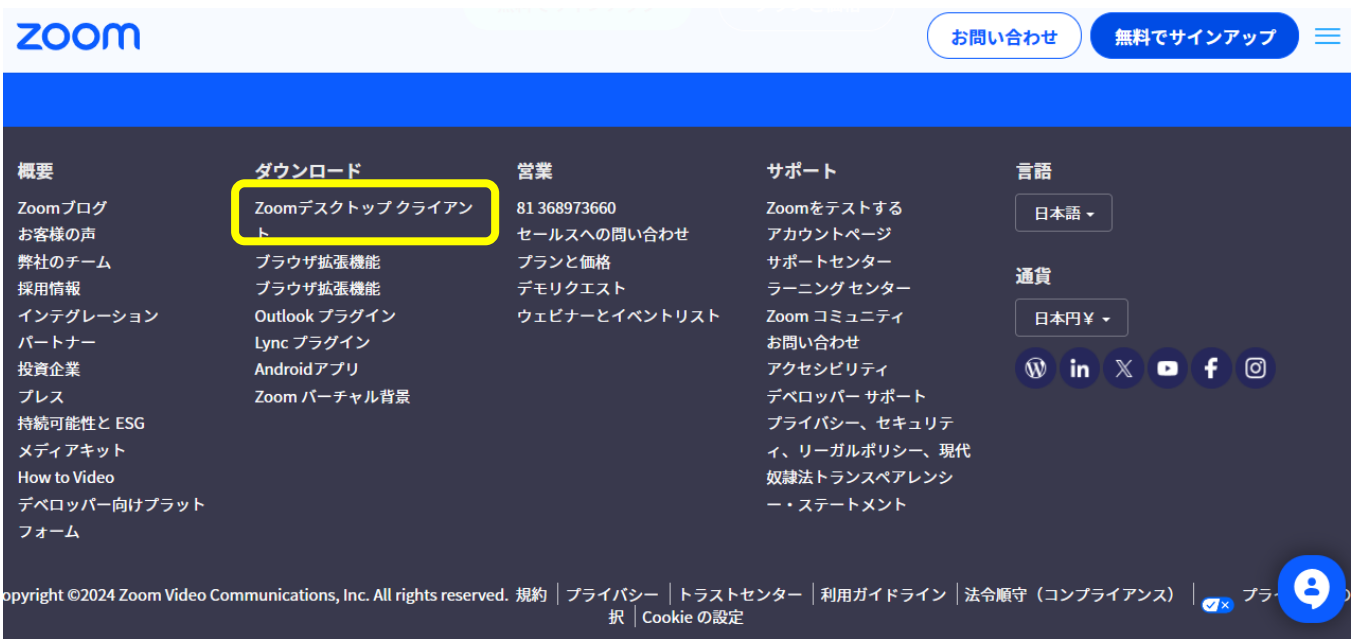 zoom
お問い合わせ
無料でサインアップ
概要
Zoomブログ
お客様の声
弊社のチーム
採用情報
インテグレーション
パートナー
投資企業
プレス
持続可能性と ESG
メディアキット
How to Video
デベロッパー向けプラット
フォーム
ダウンロード
Zoomデスクトップ クライアン
ト
ブラウザ拡張機能
ブラウザ拡張機能
Outlook プラグイン
Lync プラグイン
Androidアプリ
Zoom バーチャル背景
営業
81 368973660
セールスへの問い合わせ
プランと価格
デモリクエスト
ウェビナーとイベントリスト
サポート
Zoomをテストする
アカウントページ
サポートセンター
ラーニング センター
Zoom コミュニティ
お問い合わせ
アクセシビリティ
デベロッパー サポート
プライバシー、セキュリテ
ィ、リーガルポリシー、現代
奴隷法トランスペアレンシ
ー・ステートメント
言語
日本語
通貨
日本円¥
opyright ©2024 Zoom Video Communications, Inc. All rights reserved. 規約 | プライバシー | トラストセンター | 利用ガイドライン | 法令順守（コンプライアンス） | プラ
択 | Cookie の設定